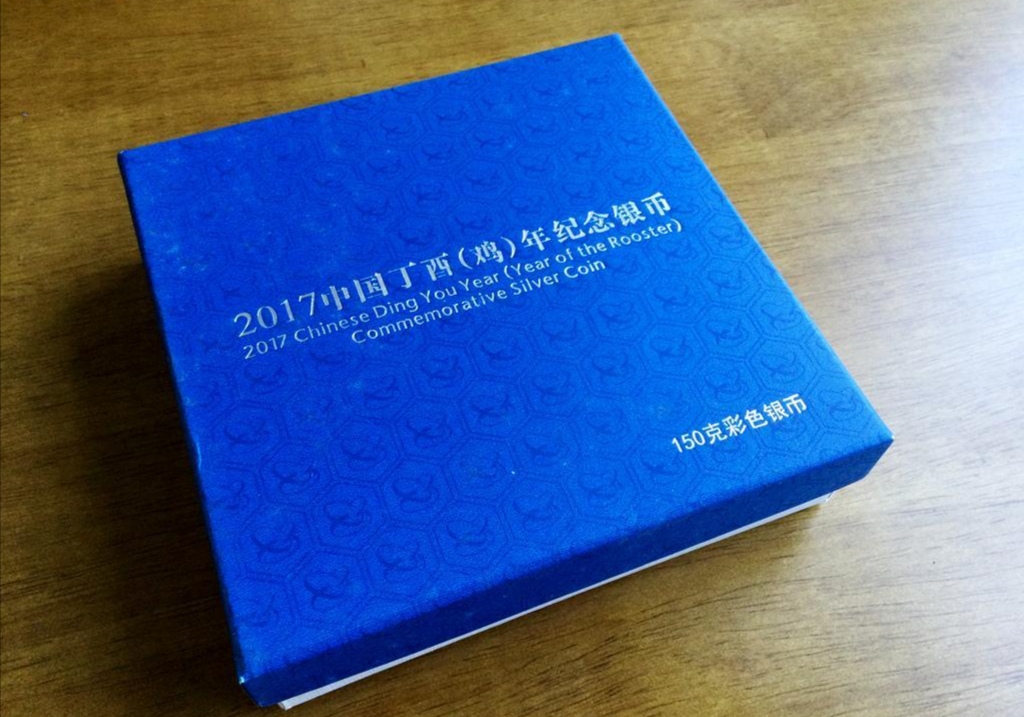 2017中国丁酉(鸡)年纪念银币
2017 Chinese Ding You Year (Year of the Rooster)
Commemorative Silver Coin
150克彩色银币